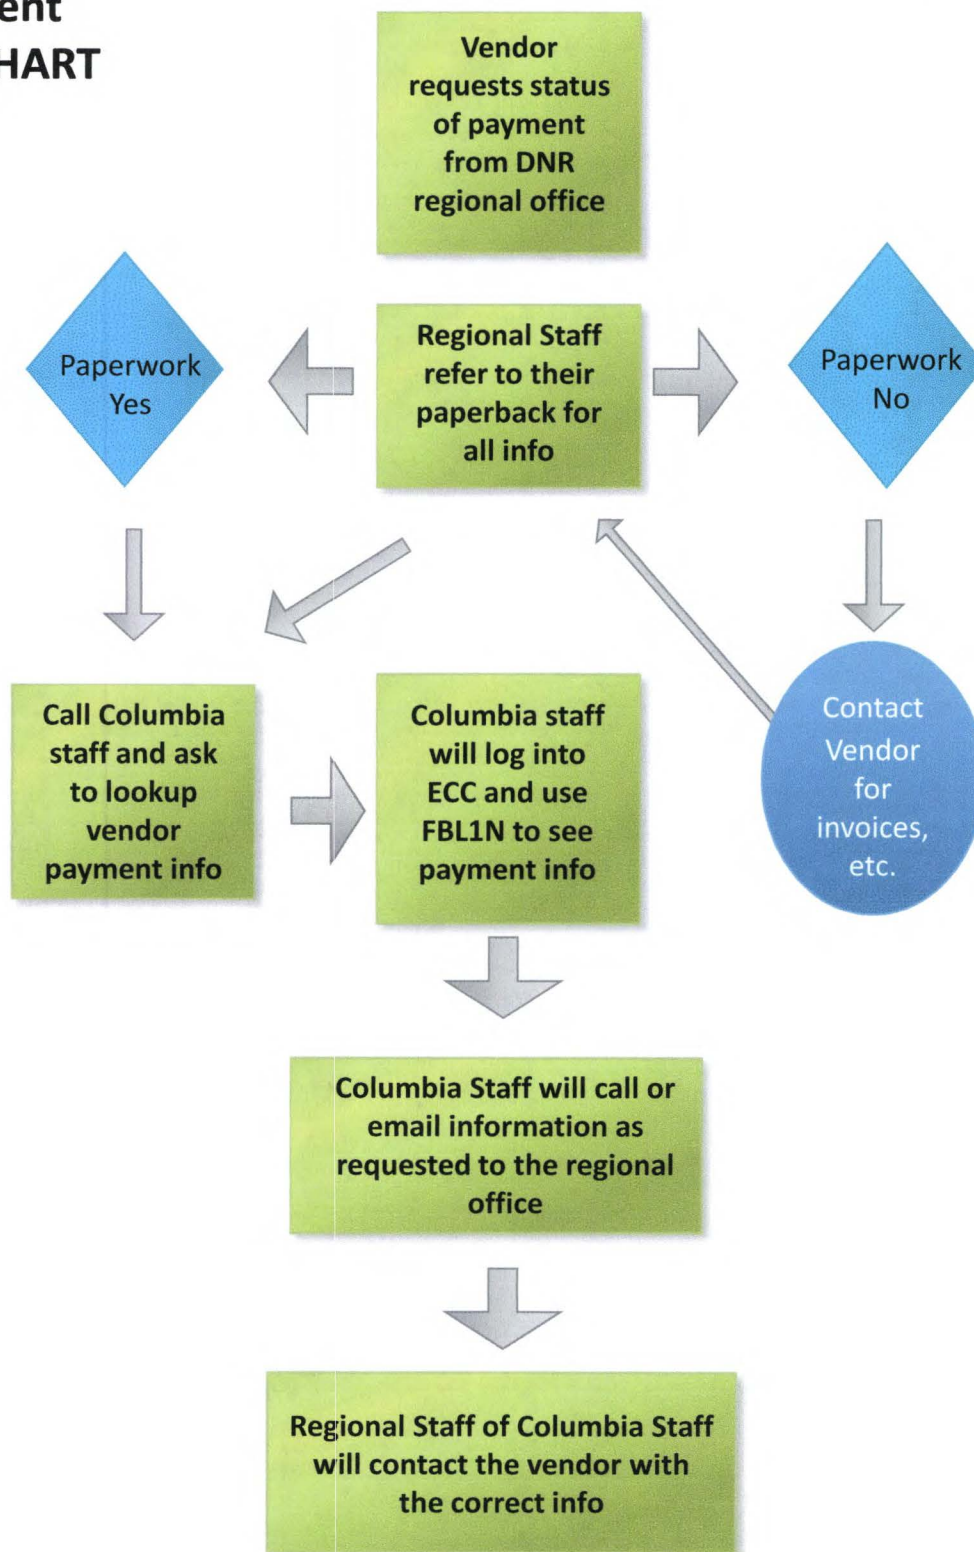 ent
HART
Vendor
requests status
of payment
from DNR
regional office
Paperwork
Yes
Regional Staff
refer to their
paperback for
all info
Paperwork
No
Call Columbia
staff and ask
to lookup
vendor
payment info
Columbia staff
will log into
ECC and use
FBL1N to see
payment info
Contact
Vendor
for
invoices,
etc.
Columbia Staff will call or
email information as
requested to the regional
office
Regional Staff of Columbia Staff
will contact the vendor with
the correct info